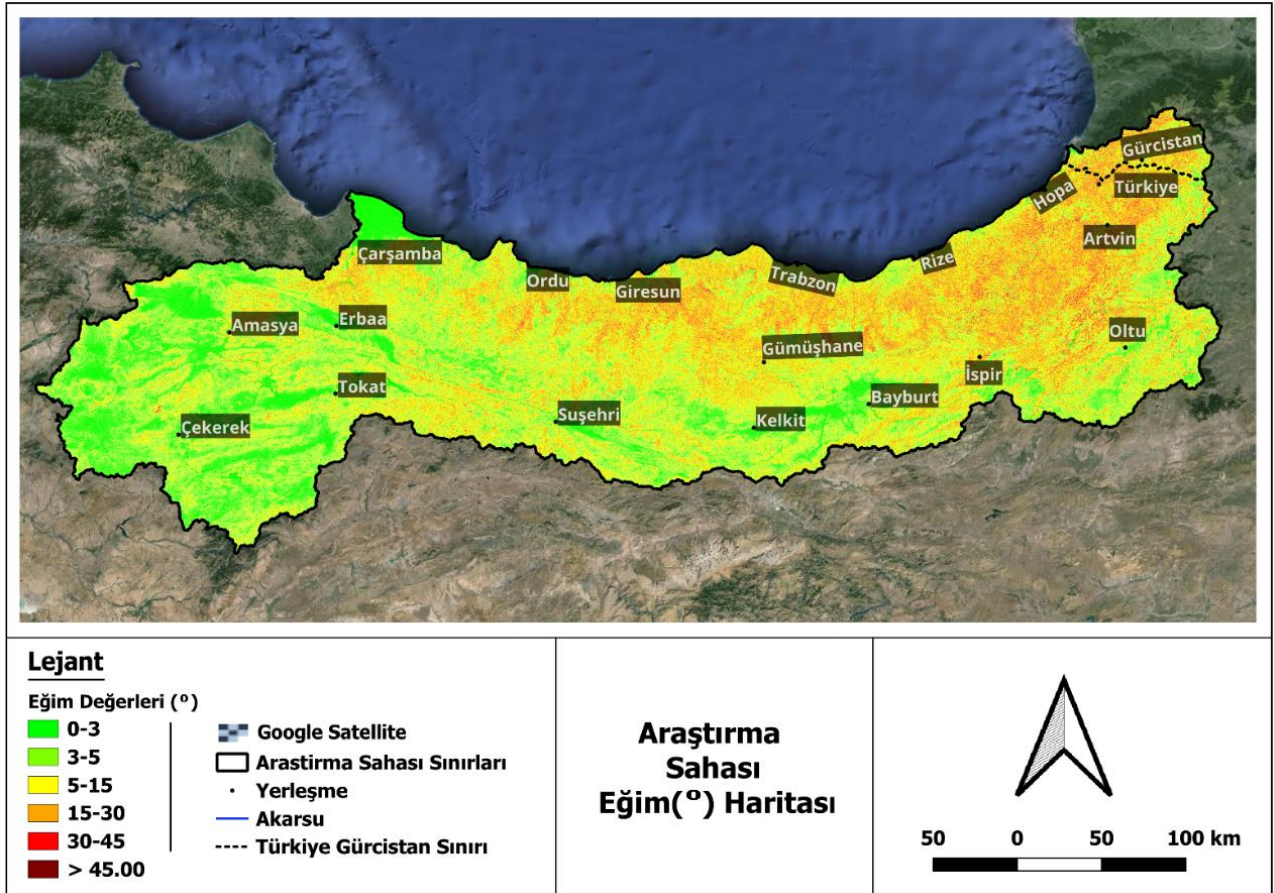 Gürcistan
Türkiye
Hopa
Artvin
Rize
Çarşamba
Trabzon
Ordu
Giresun
Erbaa
Amasya
Gümüşhane
Oltu
İspir
Tokat
Bayburt
Suşehri
Kelkit
Çekerek
Lejant
Eğim Değerleri (°)
0-3
3-5
5-15
15-30
30-45
> 45.00
Google Satellite
Arastirma Sahası Sınırları
Yerleşme
Akarsu
Türkiye Gürcistan Sınırı
Araştırma
Sahası
Eğim(°) Haritası
50 0 50 100 km